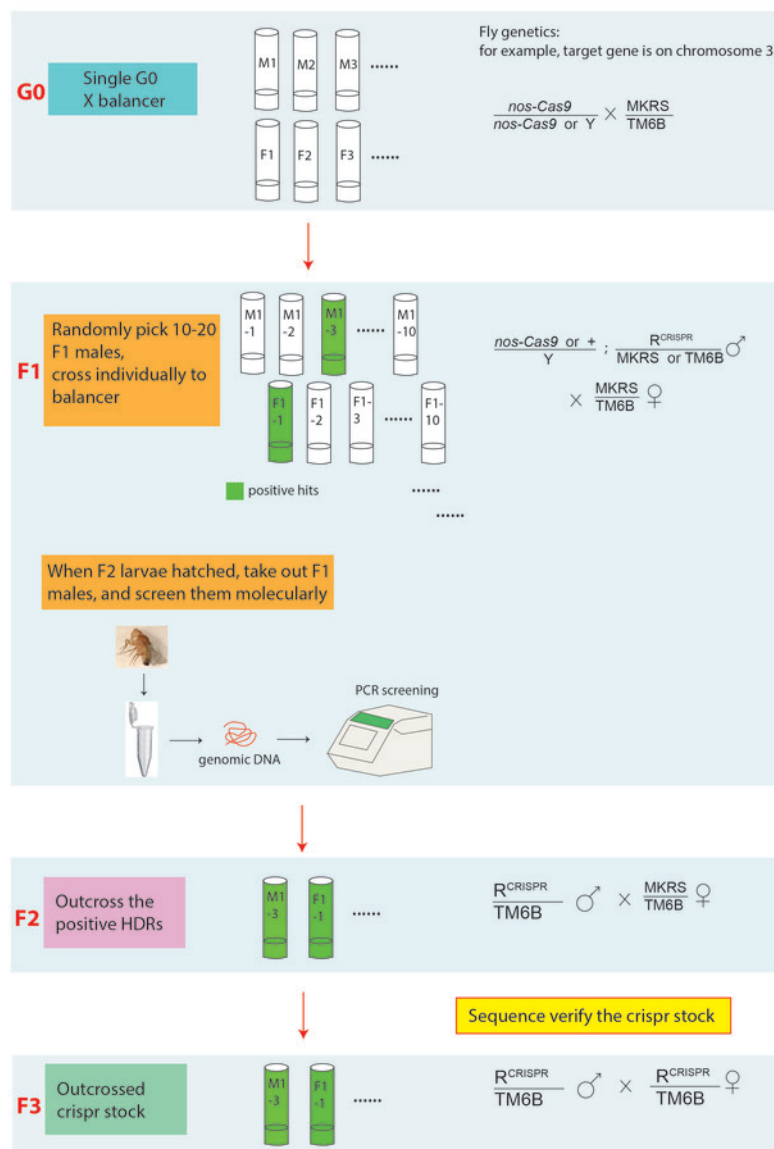 G0
Single G0
X balancer
M1
M2
M3
......
F1
F2
F3
......
Fly genetics:
for example, target gene is on chromosome 3
nos-Cas9
nos-Cas9 or Y
×
MKRS
TM6B
F1
Randomly pick 10-20
F1 males,
cross individually to
balancer
M1
-1
M1
-2
M1
-3
......
M1
-10
F1
-1
F1
-2
F1-
3
......
F1-
10
positive hits
......
......
nos-Cas9 or +
Y
;
R^CRISPR
MKRS or TM6B
♂
×
MKRS
TM6B
♀
When F2 larvae hatched, take out F1
males, and screen them molecularly
genomic DNA
PCR screening
F2
Outcross the
positive HDRs
M1
-3
F1
-1
......
R^CRISPR
TM6B
♂
×
MKRS
TM6B
♀
Sequence verify the crispr stock
F3
Outcrossed
crispr stock
M1
-3
F1
-1
......
R^CRISPR
TM6B
♂
×
R^CRISPR
TM6B
♀